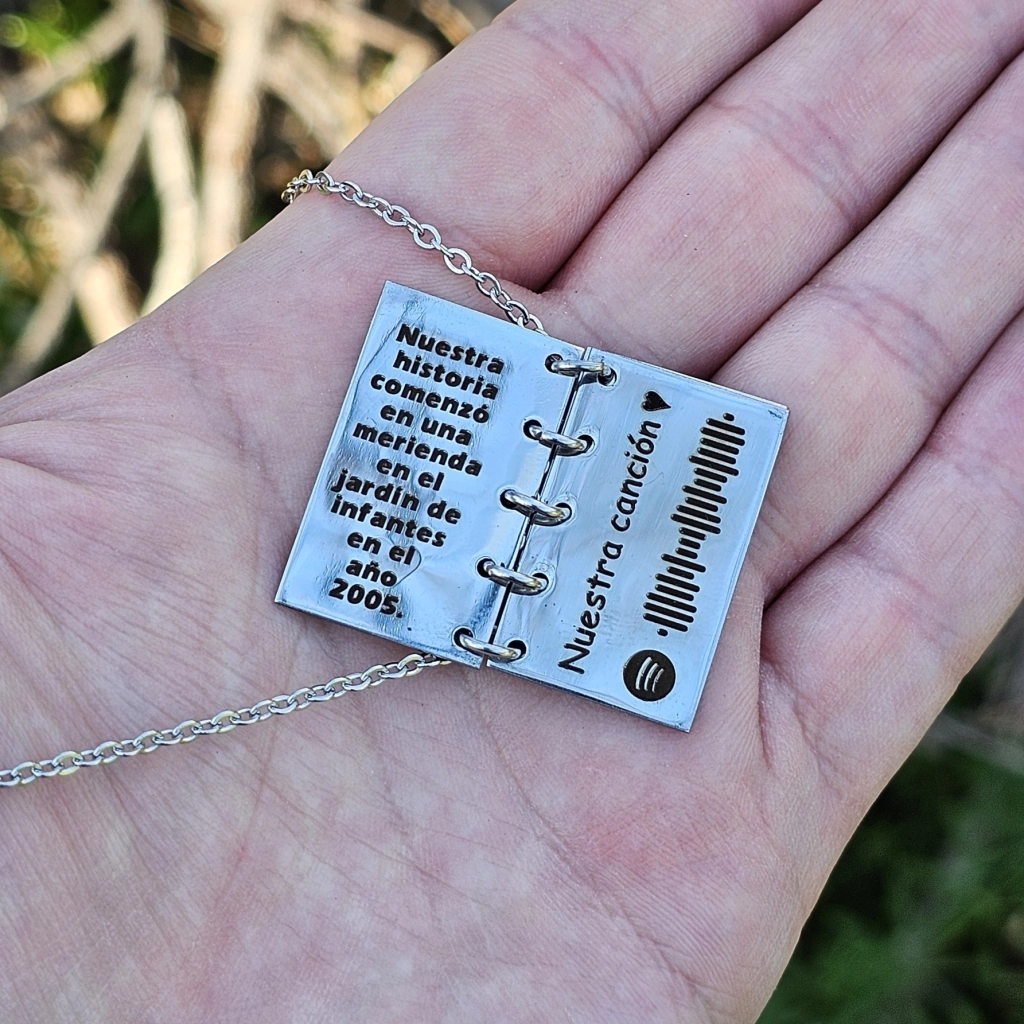 Nuestra
historia
comenzó
en una
merienda
en el
jardín de
infantes
en el
año
2005.
Nuestra canción ♥